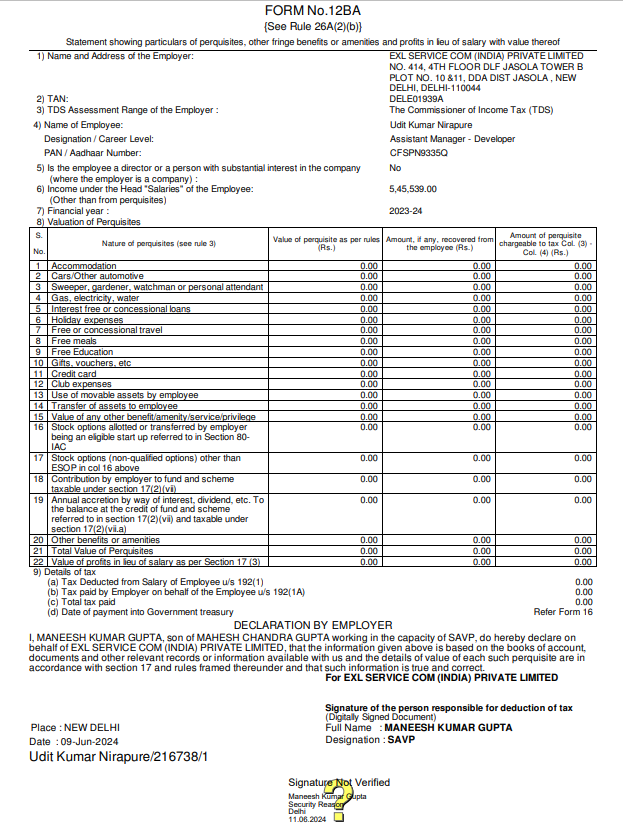 FORM No.12BA
{See Rule 26A(2)(b)}
Statement showing particulars of perquisites, other fringe benefits or amenities and profits in lieu of salary with value thereof
1) Name and Address of the Employer: EXL SERVICE COM (INDIA) PRIVATE LIMITED
NO. 414, 4TH FLOOR DLF JASOLA TOWER B
PLOT NO. 10 &11, DDA DIST JASOLA , NEW
DELHI, DELHI-110044
2) TAN: DELE01939A
3) TDS Assessment Range of the Employer : The Commissioner of Income Tax (TDS)
4) Name of Employee: Udit Kumar Nirapure
Designation / Career Level: Assistant Manager - Developer
PAN / Aadhaar Number: CFSPN9335Q
5) Is the employee a director or a person with substantial interest in the company No
(where the employer is a company) :
6) Income under the Head "Salaries" of the Employee: 5,45,539.00
(Other than from perquisites)
7) Financial year : 2023-24
8) Valuation of Perquisites
S. No. Nature of perquisites (see rule 3) Value of perquisite as per rules (Rs.) Amount, if any, recovered from the employee (Rs.) Amount of perquisite chargeable to tax Col. (3) - Col. (4) (Rs.)
1 Accommodation 0.00 0.00 0.00
2 Cars/Other automotive 0.00 0.00 0.00
3 Sweeper, gardener, watchman or personal attendant 0.00 0.00 0.00
4 Gas, electricity, water 0.00 0.00 0.00
5 Interest free or concessional loans 0.00 0.00 0.00
6 Holiday expenses 0.00 0.00 0.00
7 Free or concessional travel 0.00 0.00 0.00
8 Free meals 0.00 0.00 0.00
9 Free Education 0.00 0.00 0.00
10 Gifts, vouchers, etc 0.00 0.00 0.00
11 Credit card 0.00 0.00 0.00
12 Club expenses 0.00 0.00 0.00
13 Use of movable assets by employee 0.00 0.00 0.00
14 Transfer of assets to employee 0.00 0.00 0.00
15 Value of any other benefit/amenity/service/privilege 0.00 0.00 0.00
16 Stock options allotted or transferred by employer 0.00 0.00 0.00
being an eligible start up referred to in Section 80-
IAC
17 Stock options (non-qualified options) other than 0.00 0.00 0.00
ESOP in col 16 above
18 Contribution by employer to fund and scheme 0.00 0.00 0.00
taxable under section 17(2)(vii)
19 Annual accretion by way of interest, dividend, etc. To 0.00 0.00 0.00
the balance at the credit of fund and scheme
referred to in section 17(2)(vii) and taxable under
section 17(2)(vii.a)
20 Other benefits or amenities 0.00 0.00 0.00
21 Total Value of Perquisites 0.00 0.00 0.00
22 Value of profits in lieu of salary as per Section 17 (3) 0.00 0.00 0.00
9) Details of tax
(a) Tax Deducted from Salary of Employee u/s 192(1) 0.00
(b) Tax paid by Employer on behalf of the Employee u/s 192(1A) 0.00
(c) Total tax paid 0.00
(d) Date of payment into Government treasury Refer Form 16
DECLARATION BY EMPLOYER
I, MANEESH KUMAR GUPTA, son of MAHESH CHANDRA GUPTA working in the capacity of SAVP, do hereby declare on
behalf of EXL SERVICE COM (INDIA) PRIVATE LIMITED, that the information given above is based on the books of account,
documents and other relevant records or information available with us and the details of value of each such perquisite are in
accordance with section 17 and rules framed thereunder and that such information is true and correct.
For EXL SERVICE COM (INDIA) PRIVATE LIMITED
Signature of the person responsible for deduction of tax
(Digitally Signed Document)
Place : NEW DELHI Full Name : MANEESH KUMAR GUPTA
Date : 09-Jun-2024 Designation : SAVP
Udit Kumar Nirapure/216738/1
Signature Not Verified
Maneesh Kumar Gupta
Security Reason
Delhi
11.06.2024